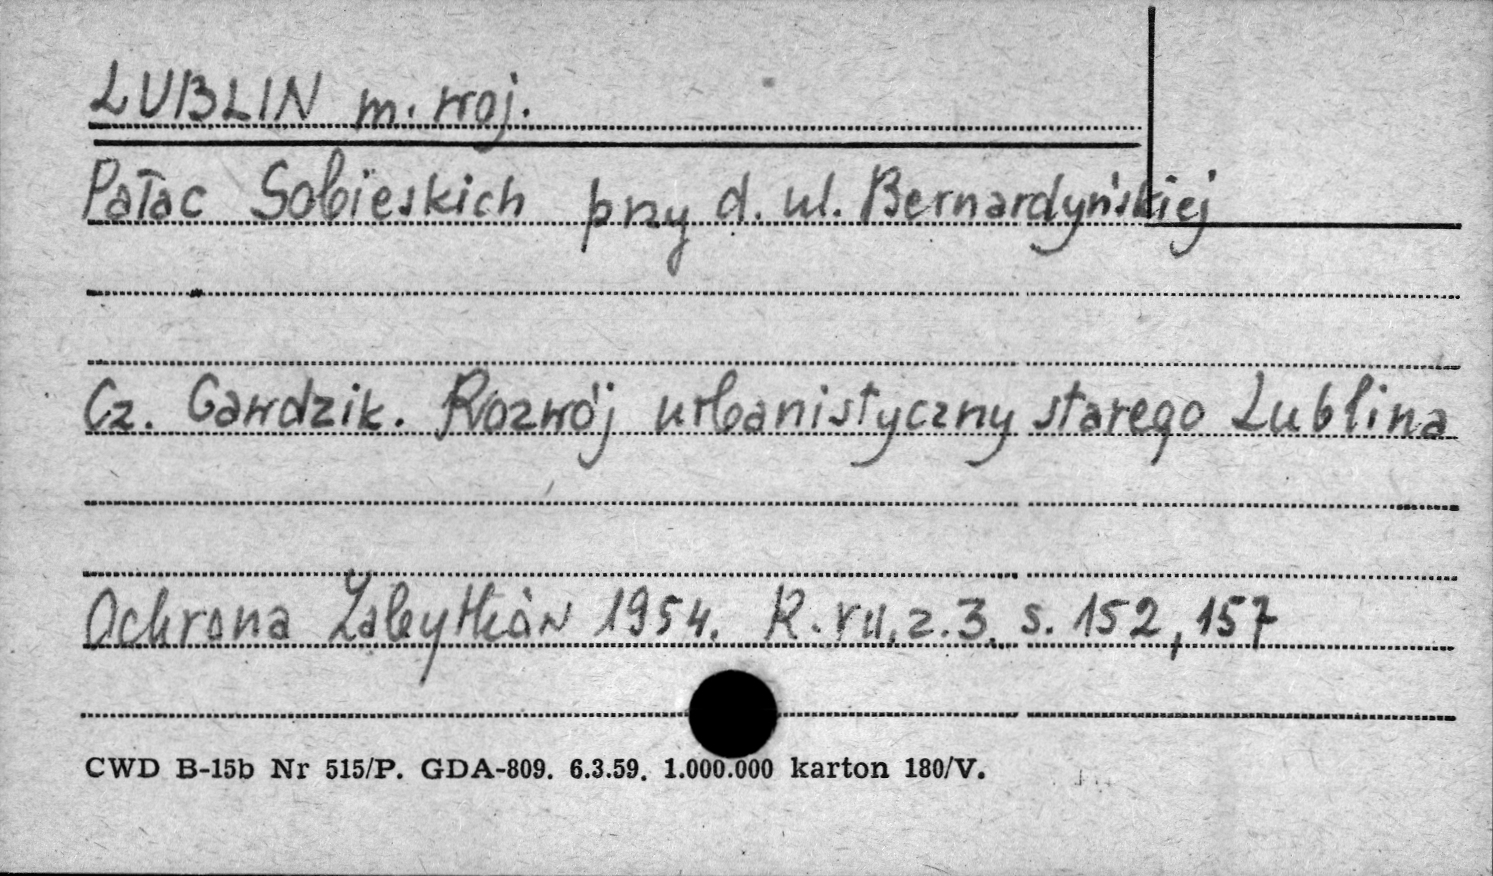 LUBLIN m. woj.
Pałac Sobieskich przy d. ul. Bernardyńskiej
Cz. Gawdzik. Rozwój urbanistyczny starego Lublina
Ochrona Zabytków 1954. R. VII, z. 3. s. 152, 157
CWD B-15b Nr 515/P. GDA-809. 6.3.59. 1.000.000 karton 180/V.